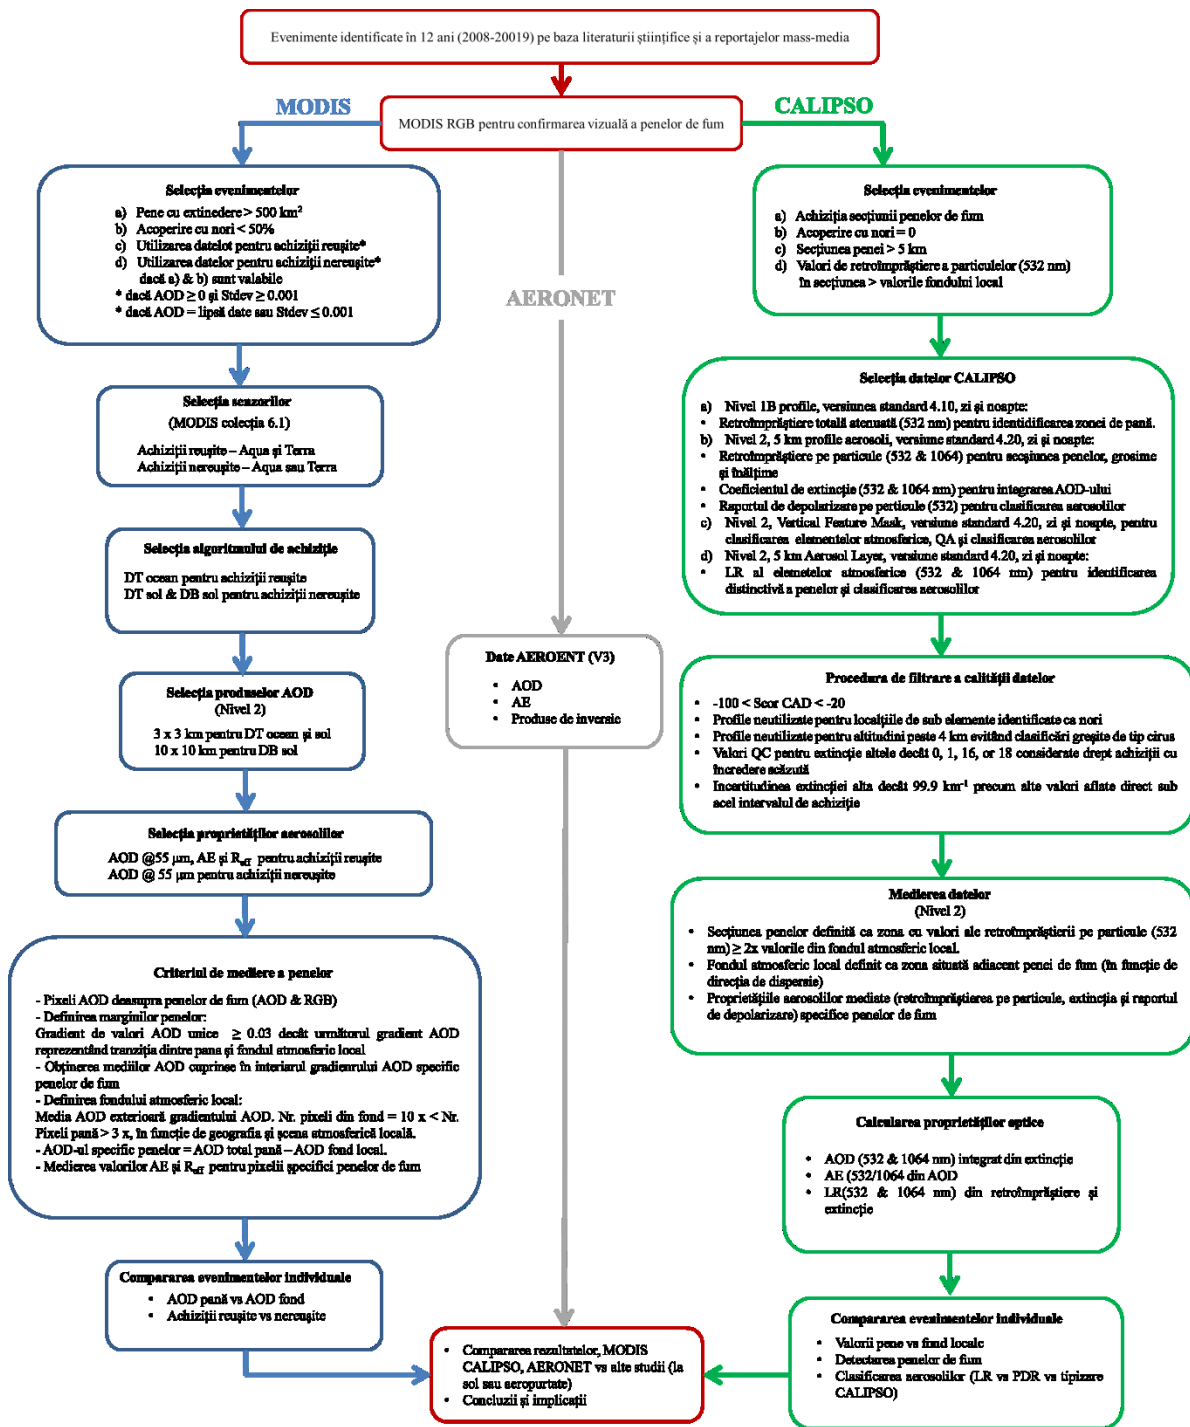 Evenimente identificate în 12 ani (2008-20019) pe baza literaturii științifice și a reportajelor mass-media
MODIS
CALIPSO
MODIS RGB pentru confirmarea vizuală a penelor de fum
Selecția evenimentelor
a) Pene cu extinedere > 500 km²
b) Acoperire cu nori < 50%
c) Utilizarea datelot pentru achiziții reușite*
d) Utilizarea datelor pentru achiziții nereușite*
dacă a) & b) sunt valabile
* dacă AOD ≥ 0 și Stdev ≥ 0.001
* dacă AOD = lipsă date sau Stdev ≤ 0.001
Selecția senzorilor
(MODIS colecția 6.1)
Achiziții reușite – Aqua și Terra
Achiziții nereușite – Aqua sau Terra
Selecția algoritmului de achiziție
DT ocean pentru achiziții reușite
DT sol & DB sol pentru achiziții nereușite
Selecția produselor AOD
(Nivel 2)
3 x 3 km pentru DT ocean și sol
10 x 10 km pentru DB sol
Selecția proprietăților aerosolilor
AOD @55 μm, AE și Reff pentru achiziții reușite
AOD @ 55 μm pentru achiziții nereușite
Criteriul de mediere a penelor
- Pixeli AOD deasupra penelor de fum (AOD & RGB)
- Definirea marginilor penelor:
Gradient de valori AOD unice ≥ 0.03 decât următorul gradient AOD
reprezentând tranziția dintre pana și fondul atmosferic local
- Obținerea mediilor AOD cuprinse în interiarul gradienrului AOD specific
penelor de fum
- Definirea fondului atmosferic local:
Media AOD exterioară gradientului AOD. Nr. pixeli din fond = 10 x < Nr.
Pixeli pană > 3 x, în funcție de geografia și scena atmosferică locală.
- AOD-ul specific penelor = AOD total pană – AOD fond local.
- Medierea valorilor AE și Reff pentru pixelii specifici penelor de fum
Compararea evenimentelor individuale
• AOD pană vs AOD fond
• Achiziții reușite vs nereușite
AERONET
Date AEROENT (V3)
• AOD
• AE
• Produse de inversie
Selecția evenimentelor
a) Achiziția secțiunii penelor de fum
b) Acoperire cu nori = 0
c) Secțiunea penei > 5 km
d) Valori de retroîmprăștiere a particulelor (532 nm)
în secțiunea > valorile fondului local
Selecția datelor CALIPSO
a) Nivel 1B profile, versiunea standard 4.10, zi și noapte:
• Retroîmprăștiere totală atenuată (532 nm) pentru identidificarea zonei de pană.
b) Nivel 2, 5 km profile aerosoli, versiune standard 4.20, zi și noapte:
• Retroîmprăștiere pe particule (532 & 1064) pentru secșiunea penelor, grosime
și înălțime
• Coeficientul de extincție (532 & 1064 nm) pentru integrarea AOD-ului
• Raportul de depolarizare pe perticule (532) pentru clasificarea aerosolilor
c) Nivel 2, Vertical Feature Mask, versiune standard 4.20, zi și noapte, pentru
clasificarea elementelor atmosferice, QA și clasificarea aerosolilor
d) Nivel 2, 5 km Aerosol Layer, versiune standard 4.20, zi și noapte:
• LR al elemetelor atmosferice (532 & 1064 nm) pentru identificarea
distinctivă a penelor și clasificarea aerosolilor
Procedura de filtrare a calității datelor
• -100 < Scor CAD < -20
• Profile neutilizate pentru localțiile de sub elemente identificate ca nori
• Profile neutilizate pentru altitudini peste 4 km evitând clasificări greșite de tip cirus
• Valori QC pentru extincție altele decât 0, 1, 16, or 18 considerate drept achiziții cu
încredere scăzută
• Incertitudinea extincției alta decât 99.9 km⁻¹ precum alte valori aflate direct sub
acel intervalul de achiziție
Medierea datelor
(Nivel 2)
• Secțiunea penelor definită ca zona cu valori ale retroîmprăștierii pe particule (532
nm) ≥ 2x valorile din fondul atmosferic local.
• Fondul atmosferic local definit ca zona situată adiacent penei de fum (în funcție de
direcția de dispersie)
• Proprietățiile aerosolilor mediate (retroîmprăștierea pe particule, extincția și raportul
de depolarizare) specifice penelor de fum
Calcularea proprietăților optice
• AOD (532 & 1064 nm) integrat din extincție
• AE (532/1064 din AOD
• LR(532 & 1064 nm) din retroîmprăștiere și
extincție
Compararea evenimentelor individuale
• Valorii pene vs fond localc
• Detectarea penelor de fum
• Clasificarea aerosolilor (LR vs PDR vs tipizare
CALIPSO)
• Compararea rezultatelor, MODIS
CALIPSO, AERONET vs alte studii (la
sol sau aeropurtate)
• Concluzii și implicații